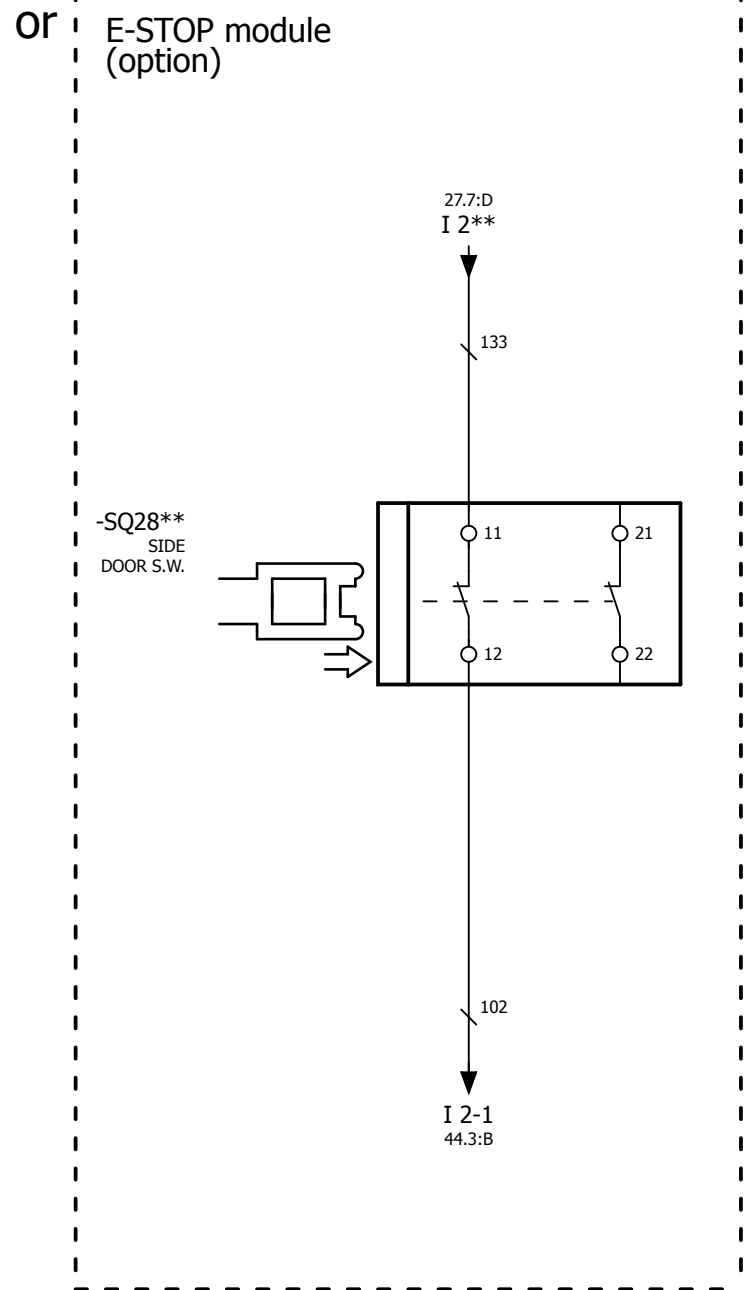 or
E-STOP module
(option)
27.7:D
I 2**
133
-SQ28**
SIDE
DOOR S.W.
11
21
12
22
102
I 2-1
44.3:B